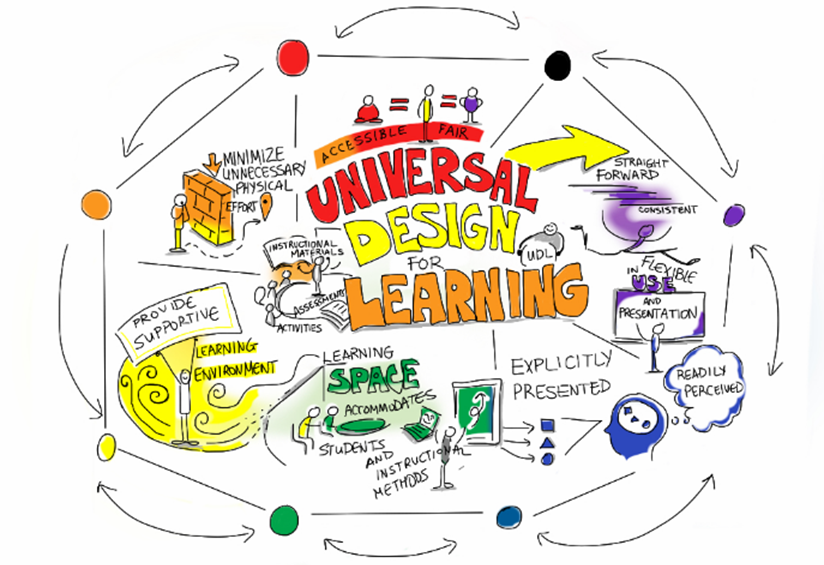 ACCESSIBLE FAIR
UNIVERSAL
DESIGN
FOR
LEARNING
UDL
MINIMIZE
UNNECESSARY
PHYSICAL
EFFORT
STRAIGHT
FORWARD
CONSISTENT
INSTRUCTIONAL
MATERIALS
ASSESSMENTS
ACTIVITIES
FLEXIBLE
IN USE
AND
PRESENTATION
PROVIDE
SUPPORTIVE
LEARNING
ENVIRONMENT
LEARNING
SPACE
ACCOMMODATES
STUDENTS
AND
INSTRUCTIONAL
METHODS
EXPLICITLY
PRESENTED
READILY
PERCEIVED